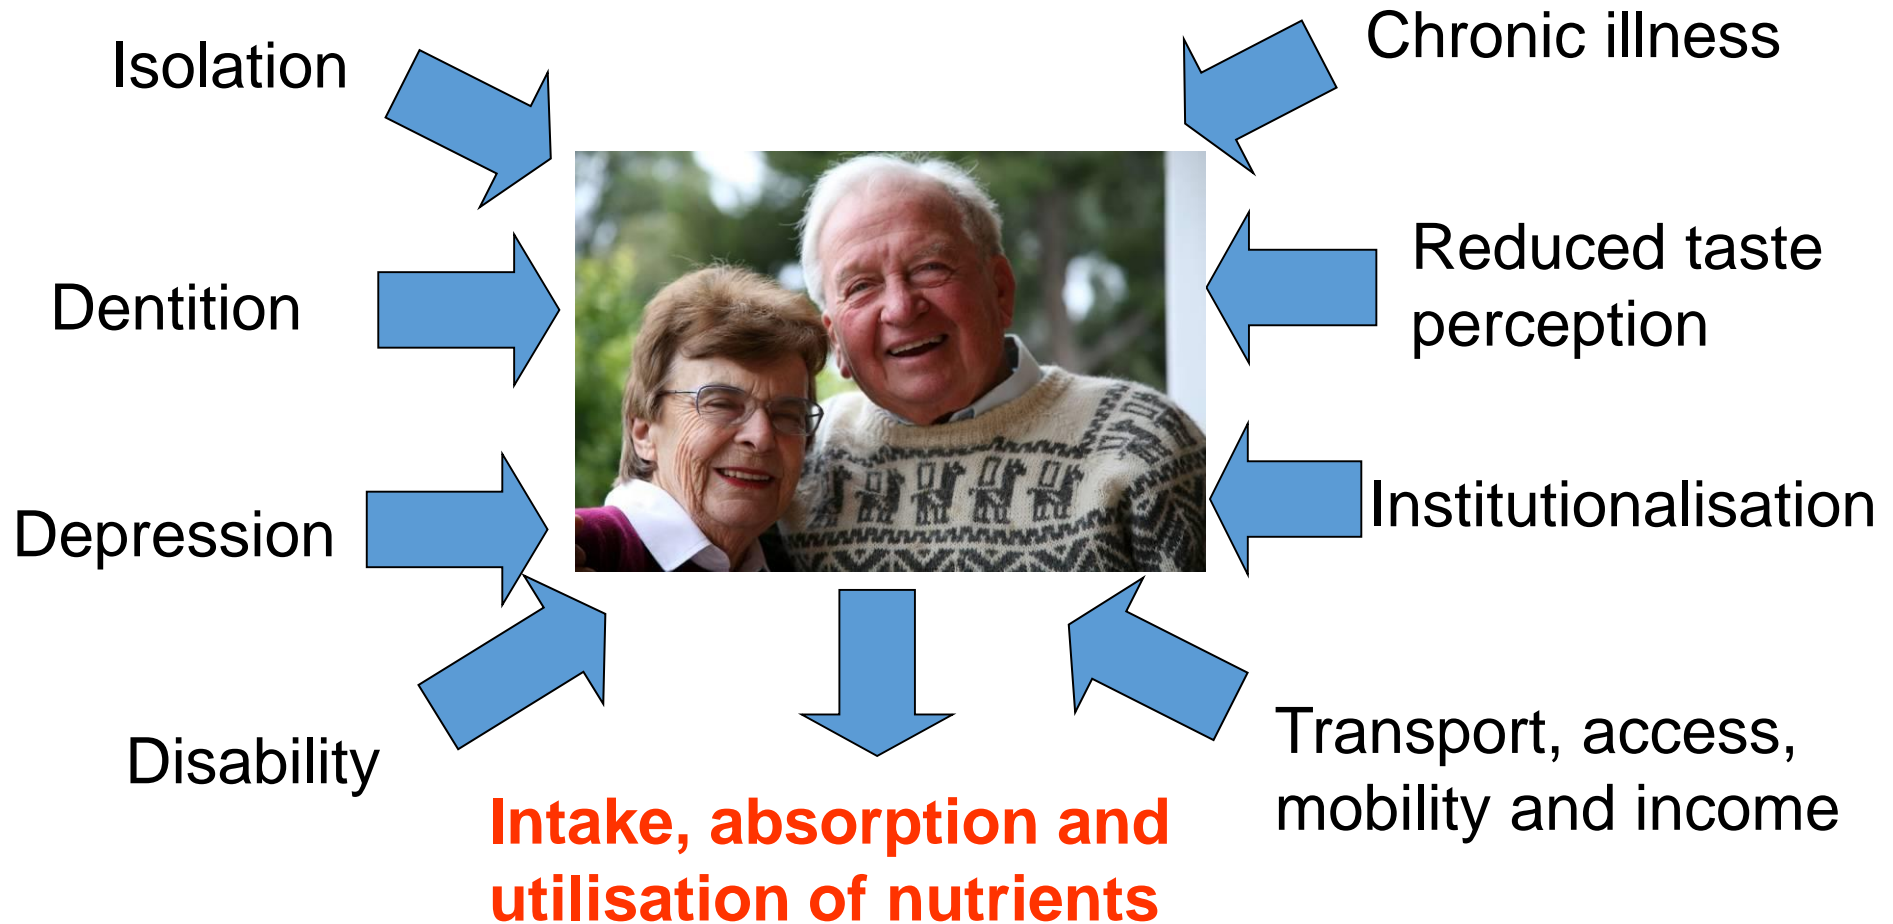 Isolation
Chronic illness
Dentition
Reduced taste
perception
Depression
Institutionalisation
Disability
Transport, access,
mobility and income
Intake, absorption and
utilisation of nutrients